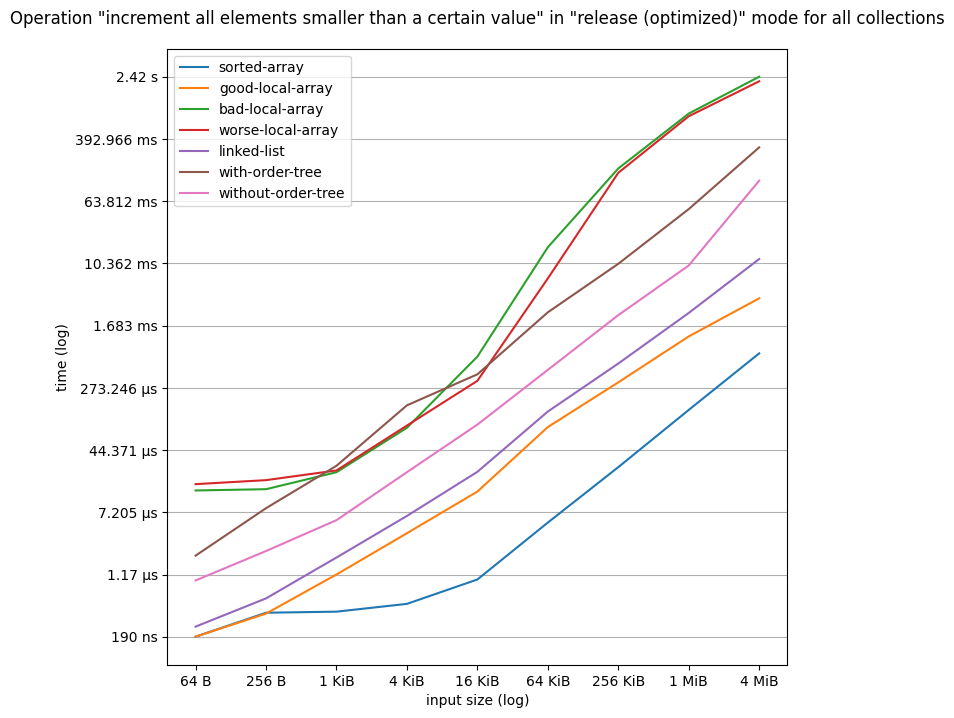 Operation "increment all elements smaller than a certain value" in "release (optimized)" mode for all collections
sorted-array
good-local-array
bad-local-array
worse-local-array
linked-list
with-order-tree
without-order-tree
2.42 s
392.966 ms
63.812 ms
10.362 ms
1.683 ms
273.246 µs
44.371 µs
7.205 µs
1.17 µs
190 ns
time (log)
64 B 256 B 1 KiB 4 KiB 16 KiB 64 KiB 256 KiB 1 MiB 4 MiB
input size (log)